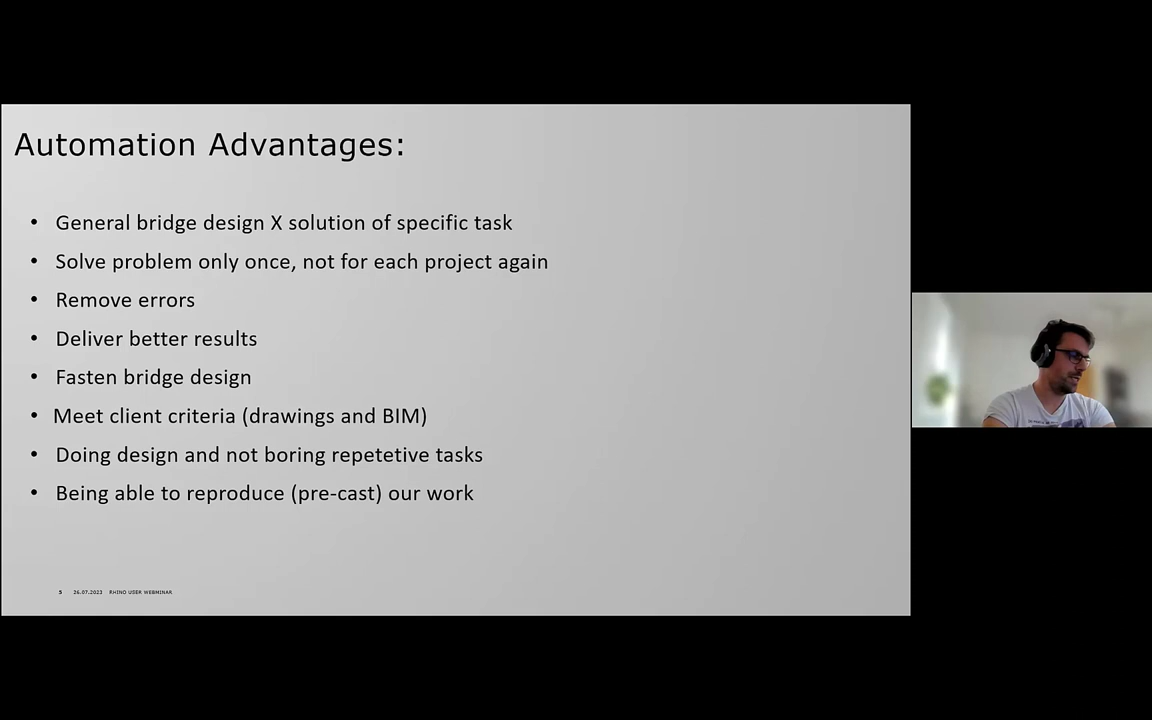 Automation Advantages:
• General bridge design X solution of specific task
• Solve problem only once, not for each project again
• Remove errors
• Deliver better results
• Fasten bridge design
• Meet client criteria (drawings and BIM)
• Doing design and not boring repetetive tasks
• Being able to reproduce (pre-cast) our work
5 26.07.2023 RHINO USER WEBMINAR